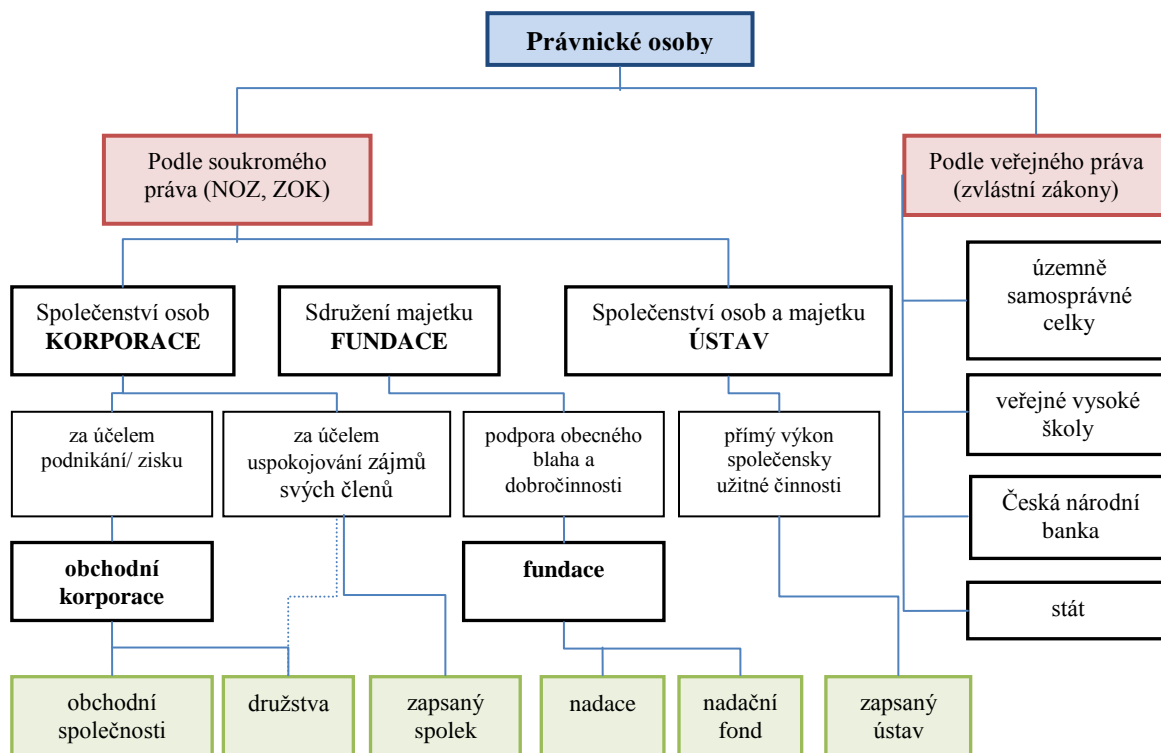 Právnické osoby
Podle soukromého
práva (NOZ, ZOK)
Podle veřejného práva
(zvlástní zákony)
Společenství osob
KORPORACE
Sdružení majetku
FUNDACE
Společenství osob a majetku
ÚSTAV
územně
samosprávné
celky
za účelem
podnikání/ zisku
za účelem
uspokojování zájmů
svých členů
podpora obecného
blaha a
dobročinnosti
přímý výkon
společensky
užitné činnosti
veřejné vysoké
školy
Česká národní
banka
obchodní
korporace
fundace
stát
obchodní
společnosti
družstva
zapsaný
spolek
nadace
nadační
fond
zapsaný
ústav